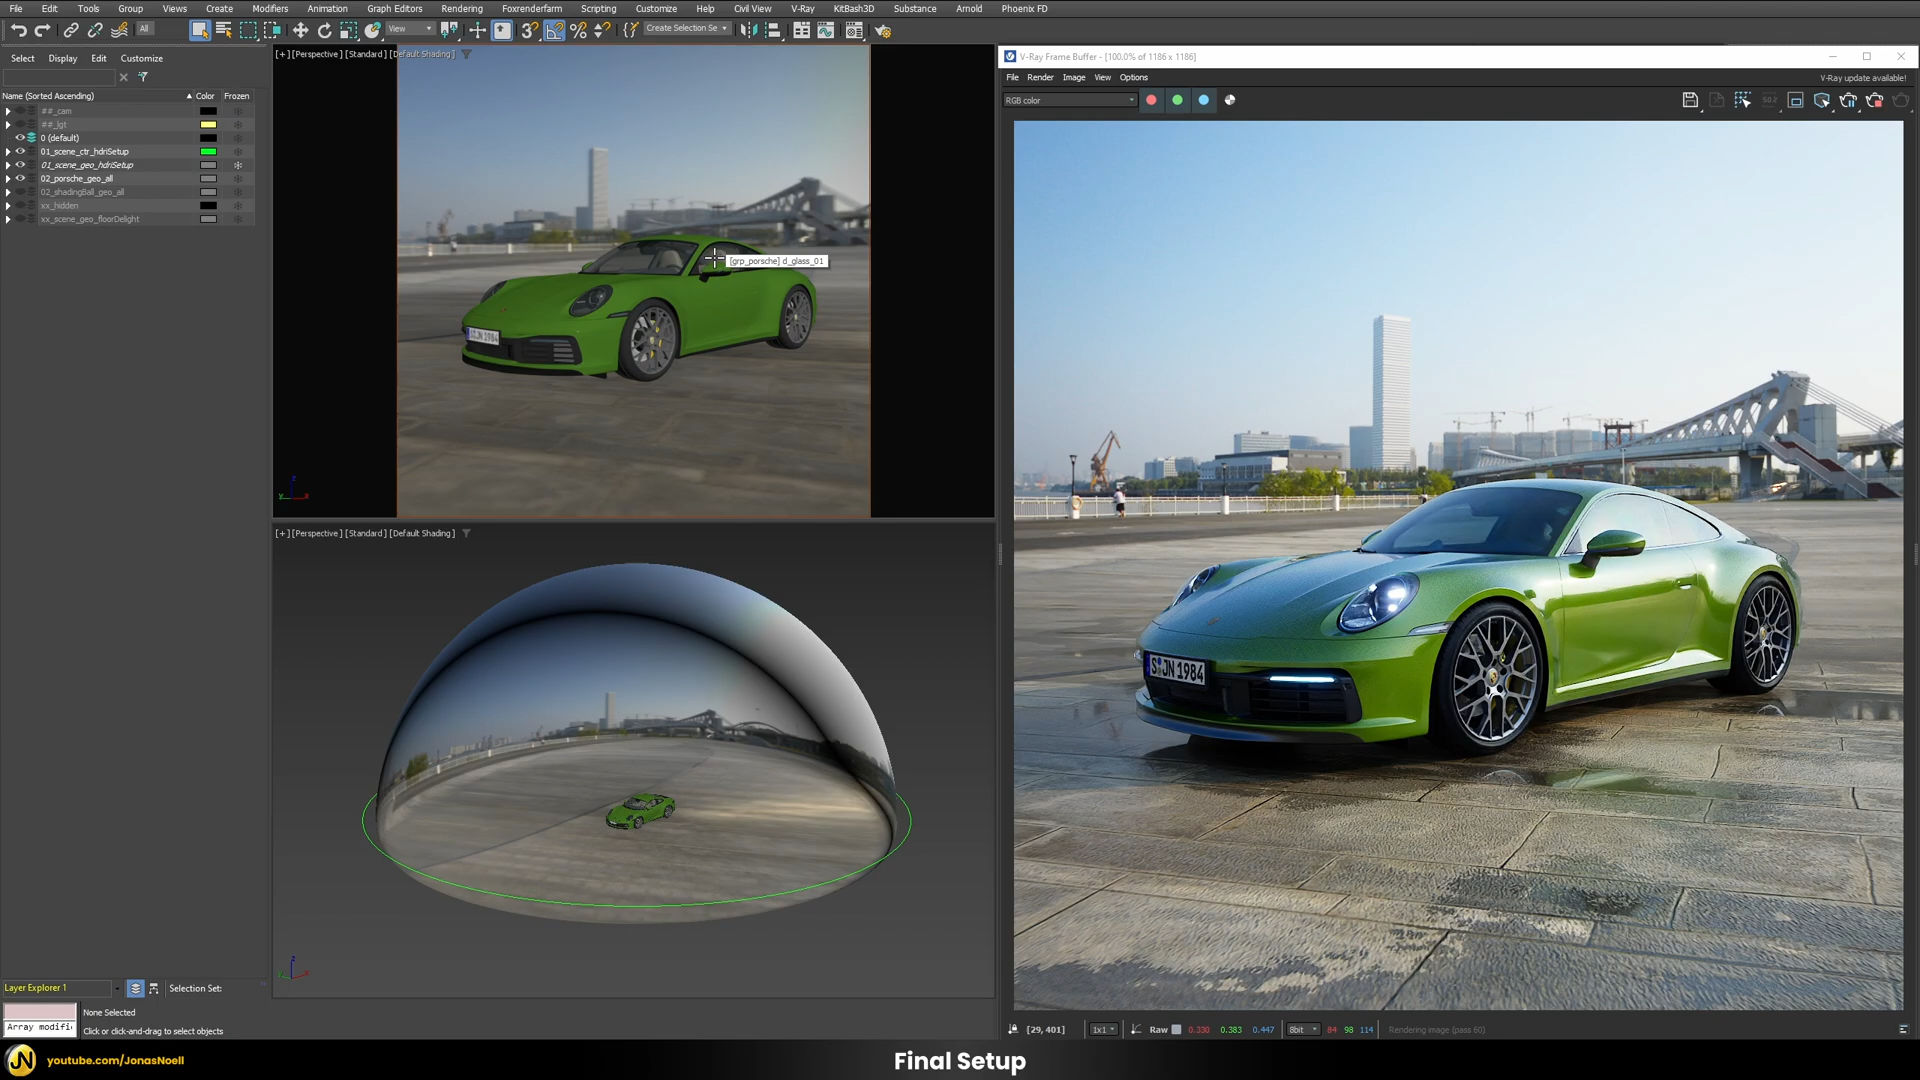 File Edit Tools Group Views Create Modifiers Animation Graph Editors Rendering Foxrenderfarm Scripting Customize Help Civil View V-Ray KitBash3D Substance Arnold Phoenix FD
All
View
Create Selection Se
Select Display Edit Customize
Name (Sorted Ascending) Color Frozen
##_cam
##_lgt
0 (default)
01_scene_ctr_hdriSetup
01_scene_geo_hdriSetup
02_porsche_geo_all
02_shadingBall_geo_all
xx_hidden
xx_scene_geo_floorDelight
[+] [Perspective] [Standard] [Default Shading]
[grp_porsche] d_glass_01
[+] [Perspective] [Standard] [Default Shading]
V-Ray Frame Buffer - [100.0% of 1186 x 1186]
File Render Image View Options
V-Ray update available!
RGB color
S JN 1984
[29, 401] 1x1 Raw 0.330 0.383 0.447 8bit 84 98 114 Rendering image (pass 60)
Layer Explorer 1 Selection Set:
None Selected
Array modifi
Click or click-and-drag to select objects
JN youtube.com/JonasNoell
Final Setup